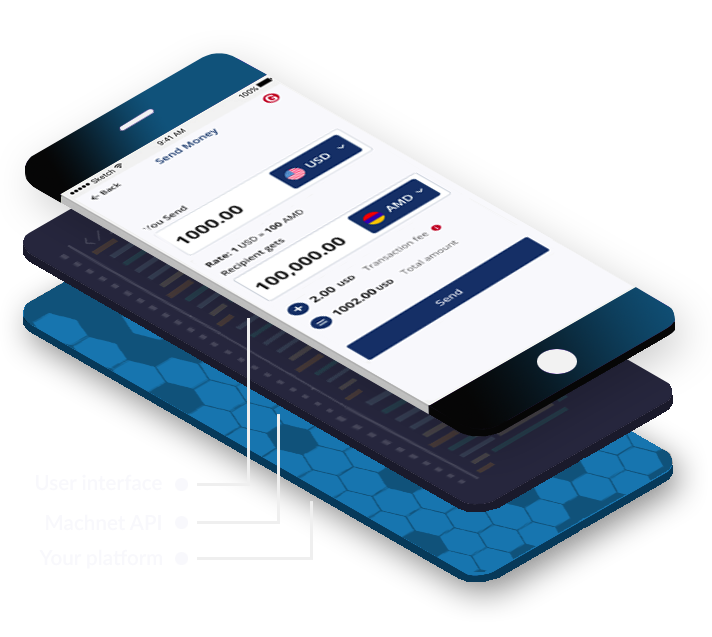 Sketch 9:41 AM 100%
Back
Send Money
G
You Send
1000.00 USD
Rate: 1 USD = 100 AMD
Recipient gets
100,000.00 AMD
+ 2.00 USD Transaction fee i
= 1002.00 USD Total amount
Send
User interface
Machnet API
Your platform